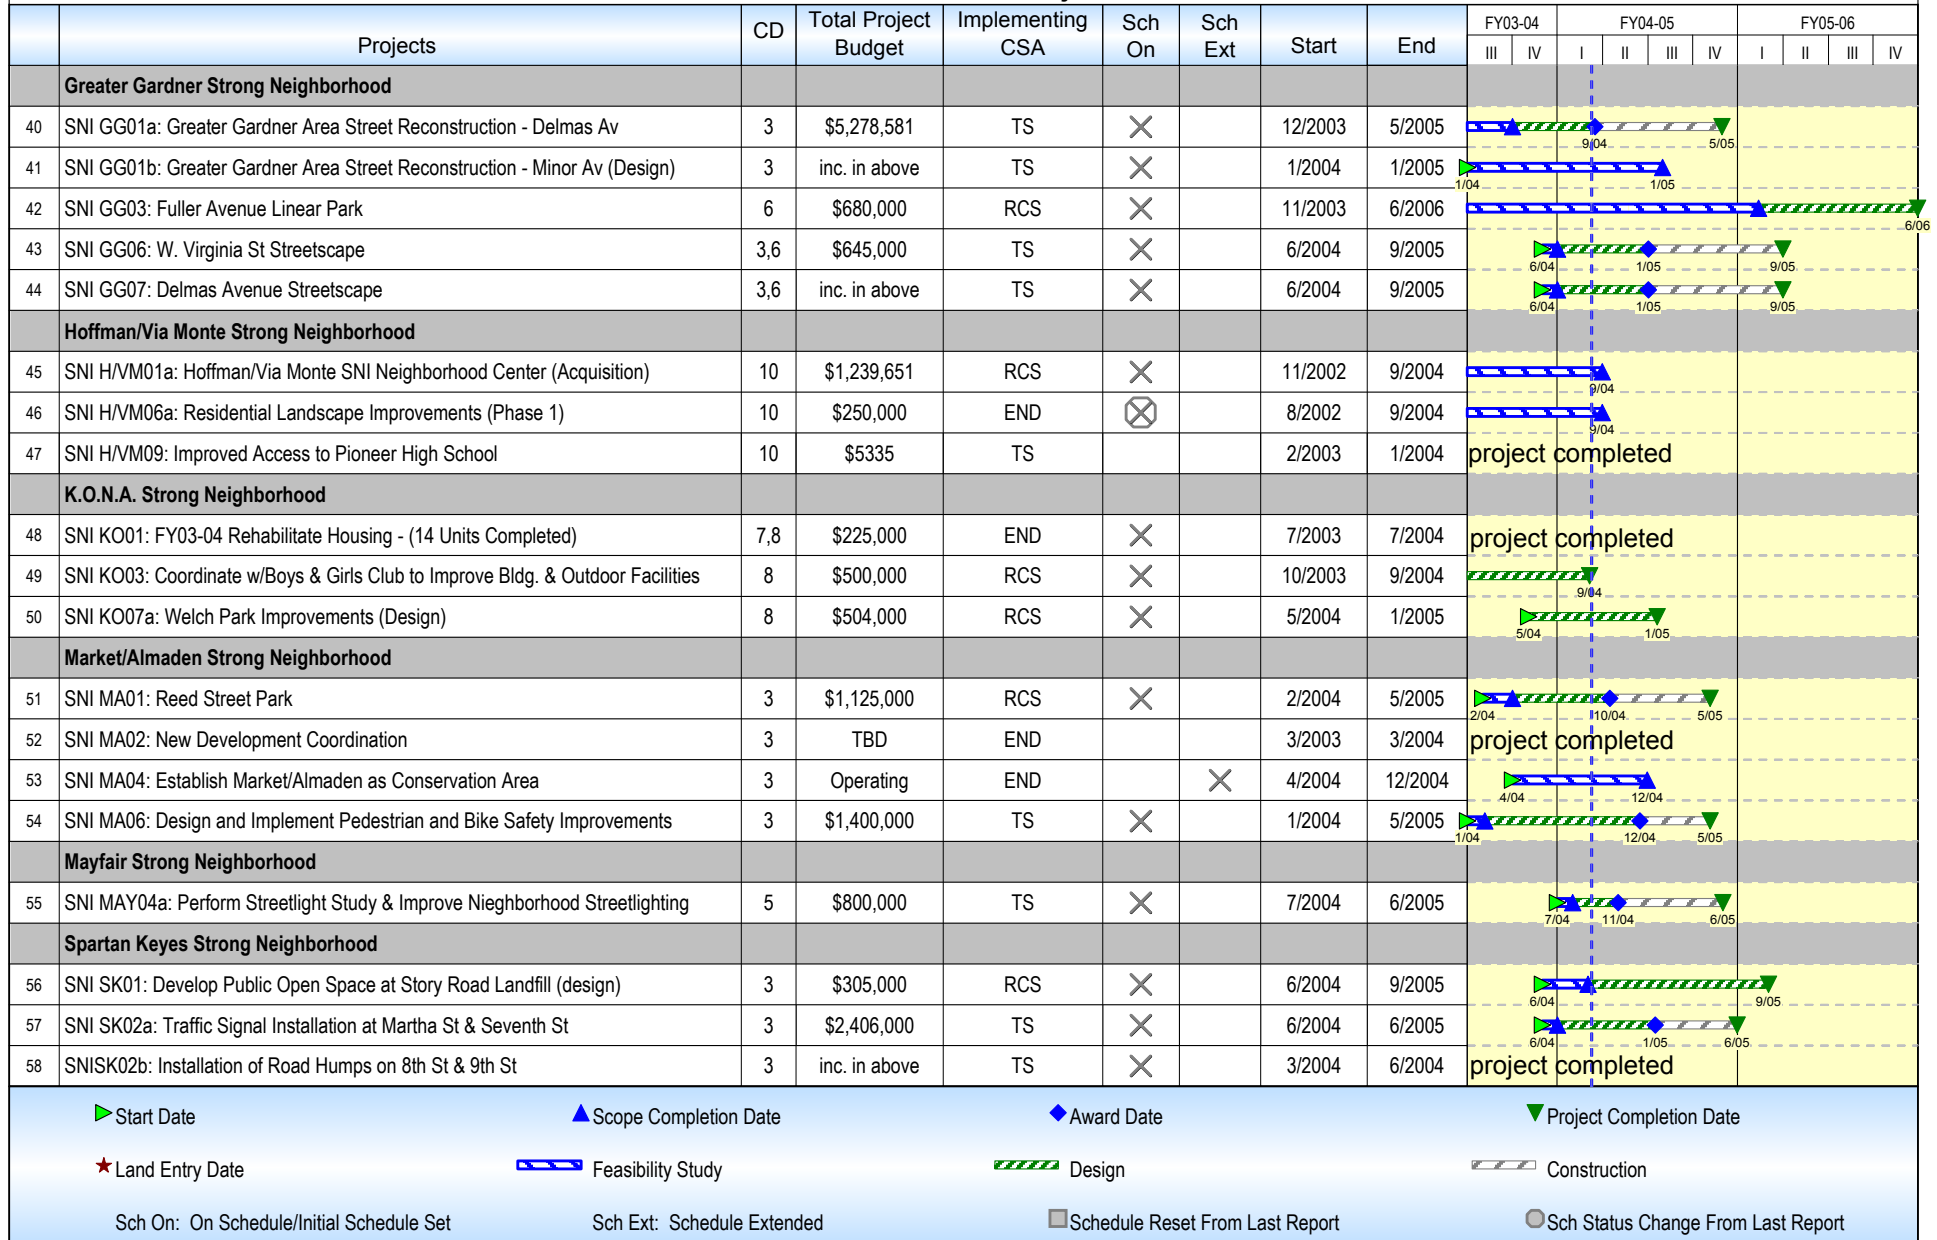 Projects CD Total Project Budget Implementing CSA Sch On Sch Ext Start End FY03-04 FY04-05 FY05-06
III IV I II III IV I II III IV
Greater Gardner Strong Neighborhood
40 SNI GG01a: Greater Gardner Area Street Reconstruction - Delmas Av 3 $5,278,581 TS 12/2003 5/2005 9/04 5/05
41 SNI GG01b: Greater Gardner Area Street Reconstruction - Minor Av (Design) 3 inc. in above TS 1/2004 1/2005 1/04 1/05
42 SNI GG03: Fuller Avenue Linear Park 6 $680,000 RCS 11/2003 6/2006 6/06
43 SNI GG06: W. Virginia St Streetscape 3,6 $645,000 TS 6/2004 9/2005 6/04 1/05 9/05
44 SNI GG07: Delmas Avenue Streetscape 3,6 inc. in above TS 6/2004 9/2005 6/04 1/05 9/05
Hoffman/Via Monte Strong Neighborhood
45 SNI H/VM01a: Hoffman/Via Monte SNI Neighborhood Center (Acquisition) 10 $1,239,651 RCS 11/2002 9/2004 9/04
46 SNI H/VM06a: Residential Landscape Improvements (Phase 1) 10 $250,000 END 8/2002 9/2004 9/04
47 SNI H/VM09: Improved Access to Pioneer High School 10 $5335 TS 2/2003 1/2004 project completed
K.O.N.A. Strong Neighborhood
48 SNI KO01: FY03-04 Rehabilitate Housing - (14 Units Completed) 7,8 $225,000 END 7/2003 7/2004 project completed
49 SNI KO03: Coordinate w/Boys & Girls Club to Improve Bldg. & Outdoor Facilities 8 $500,000 RCS 10/2003 9/2004 9/04
50 SNI KO07a: Welch Park Improvements (Design) 8 $504,000 RCS 5/2004 1/2005 5/04 1/05
Market/Almaden Strong Neighborhood
51 SNI MA01: Reed Street Park 3 $1,125,000 RCS 2/2004 5/2005 2/04 10/04 5/05
52 SNI MA02: New Development Coordination 3 TBD END 3/2003 3/2004 project completed
53 SNI MA04: Establish Market/Almaden as Conservation Area 3 Operating END 4/2004 12/2004 4/04 12/04
54 SNI MA06: Design and Implement Pedestrian and Bike Safety Improvements 3 $1,400,000 TS 1/2004 5/2005 1/04 12/04 5/05
Mayfair Strong Neighborhood
55 SNI MAY04a: Perform Streetlight Study & Improve Nieghborhood Streetlighting 5 $800,000 TS 7/2004 6/2005 7/04 11/04 6/05
Spartan Keyes Strong Neighborhood
56 SNI SK01: Develop Public Open Space at Story Road Landfill (design) 3 $305,000 RCS 6/2004 9/2005 6/04 9/05
57 SNI SK02a: Traffic Signal Installation at Martha St & Seventh St 3 $2,406,000 TS 6/2004 6/2005 6/04 1/05 6/05
58 SNISK02b: Installation of Road Humps on 8th St & 9th St 3 inc. in above TS 3/2004 6/2004 project completed
Start Date Scope Completion Date Award Date Project Completion Date
Land Entry Date Feasibility Study Design Construction
Sch On: On Schedule/Initial Schedule Set Sch Ext: Schedule Extended Schedule Reset From Last Report Sch Status Change From Last Report